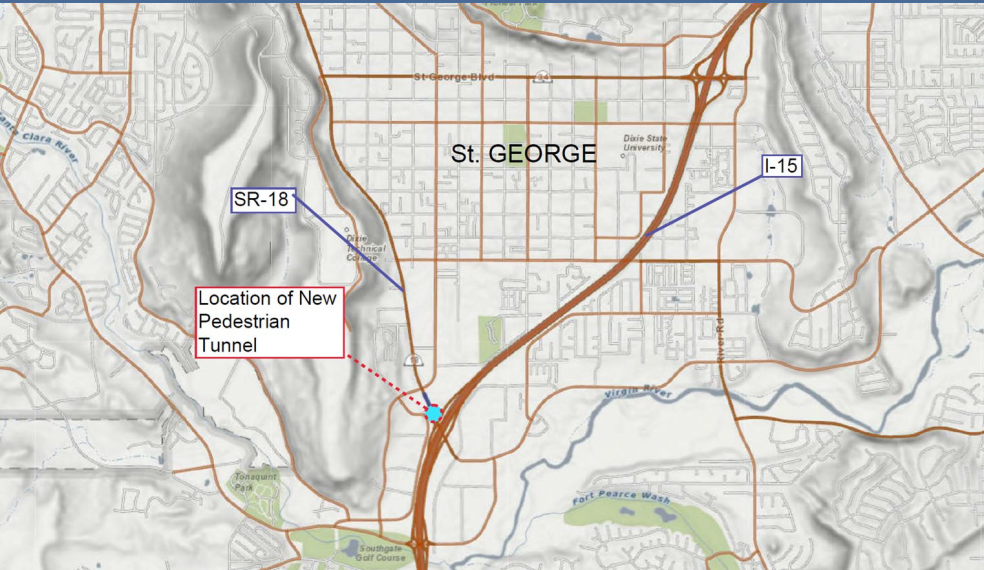 St George Blvd
34
Santa Clara River
Dixie State
University
St. GEORGE
I-15
SR-18
Dixie
Technical
College
Location of New
Pedestrian
Tunnel
River Rd
Virgin River
Tonaquint
Park
Fort Pearce Wash
Southgate
Golf Course